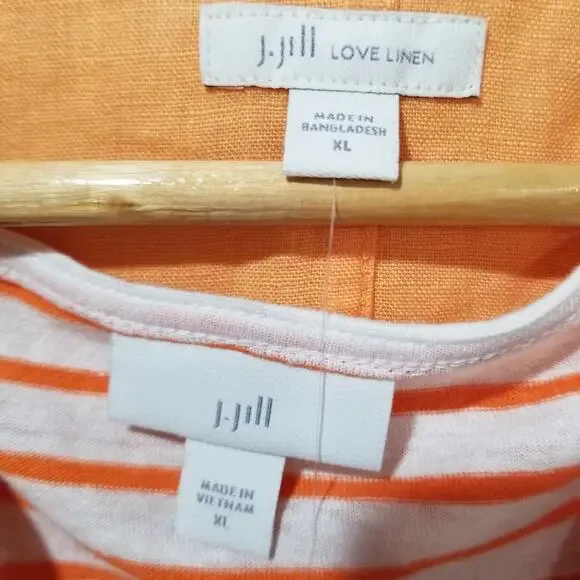 J.Jill LOVE LINEN
MADE IN
BANGLADESH
XL
J.Jill
MADE IN
VIETNAM
XL